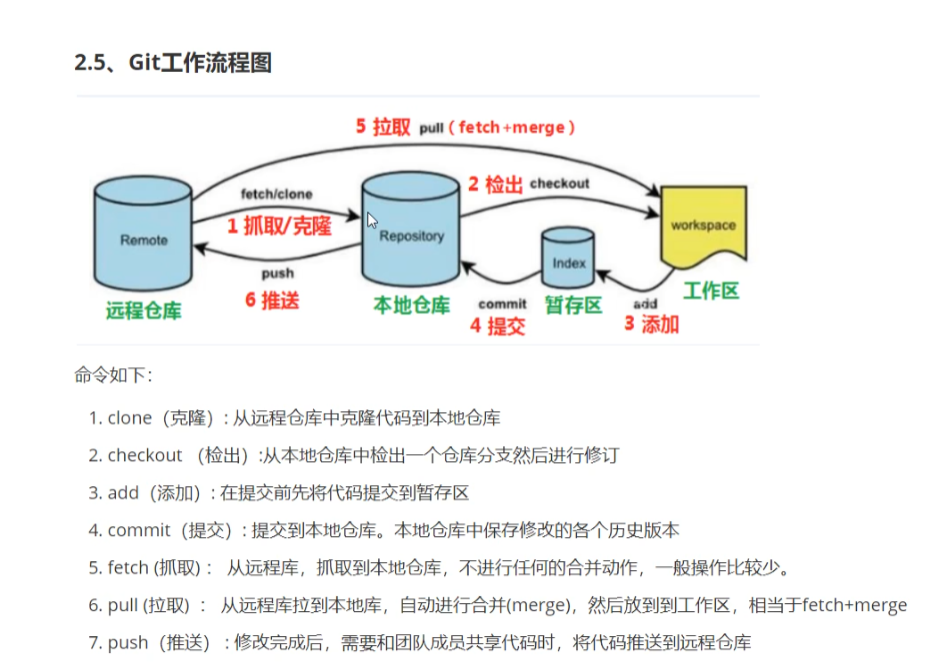 2.5、Git工作流程图
5 拉取 pull（fetch+merge）
fetch/clone
2 检出 checkout
1 抓取/克隆
workspace
Remote
Repository
Index
push
工作区
6 推送
远程仓库
本地仓库
commit
暂存区
add
4 提交
3 添加
命令如下：
1. clone（克隆）: 从远程仓库中克隆代码到本地仓库
2. checkout （检出）:从本地仓库中检出一个仓库分支然后进行修订
3. add（添加）: 在提交前先将代码提交到暂存区
4. commit（提交）: 提交到本地仓库。本地仓库中保存修改的各个历史版本
5. fetch (抓取)： 从远程库，抓取到本地仓库，不进行任何的合并动作，一般操作比较少。
6. pull (拉取) ： 从远程库拉到本地库，自动进行合并(merge)，然后放到到工作区，相当于fetch+merge
7. push（推送） : 修改完成后，需要和团队成员共享代码时，将代码推送到远程仓库